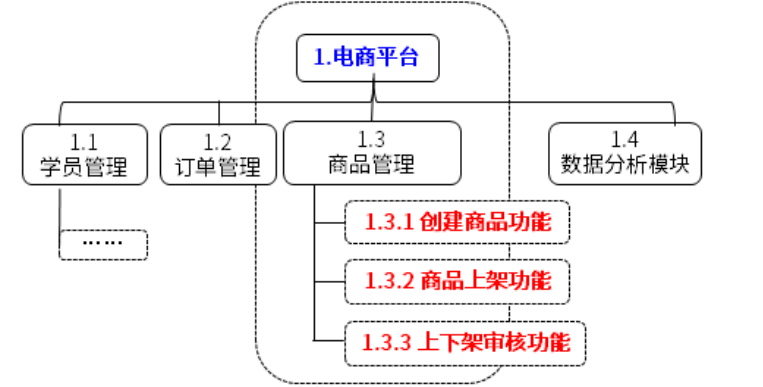 1.电商平台
1.1
学员管理
1.2
订单管理
1.3
商品管理
1.4
数据分析模块
……
1.3.1 创建商品功能
1.3.2 商品上架功能
1.3.3 上下架审核功能